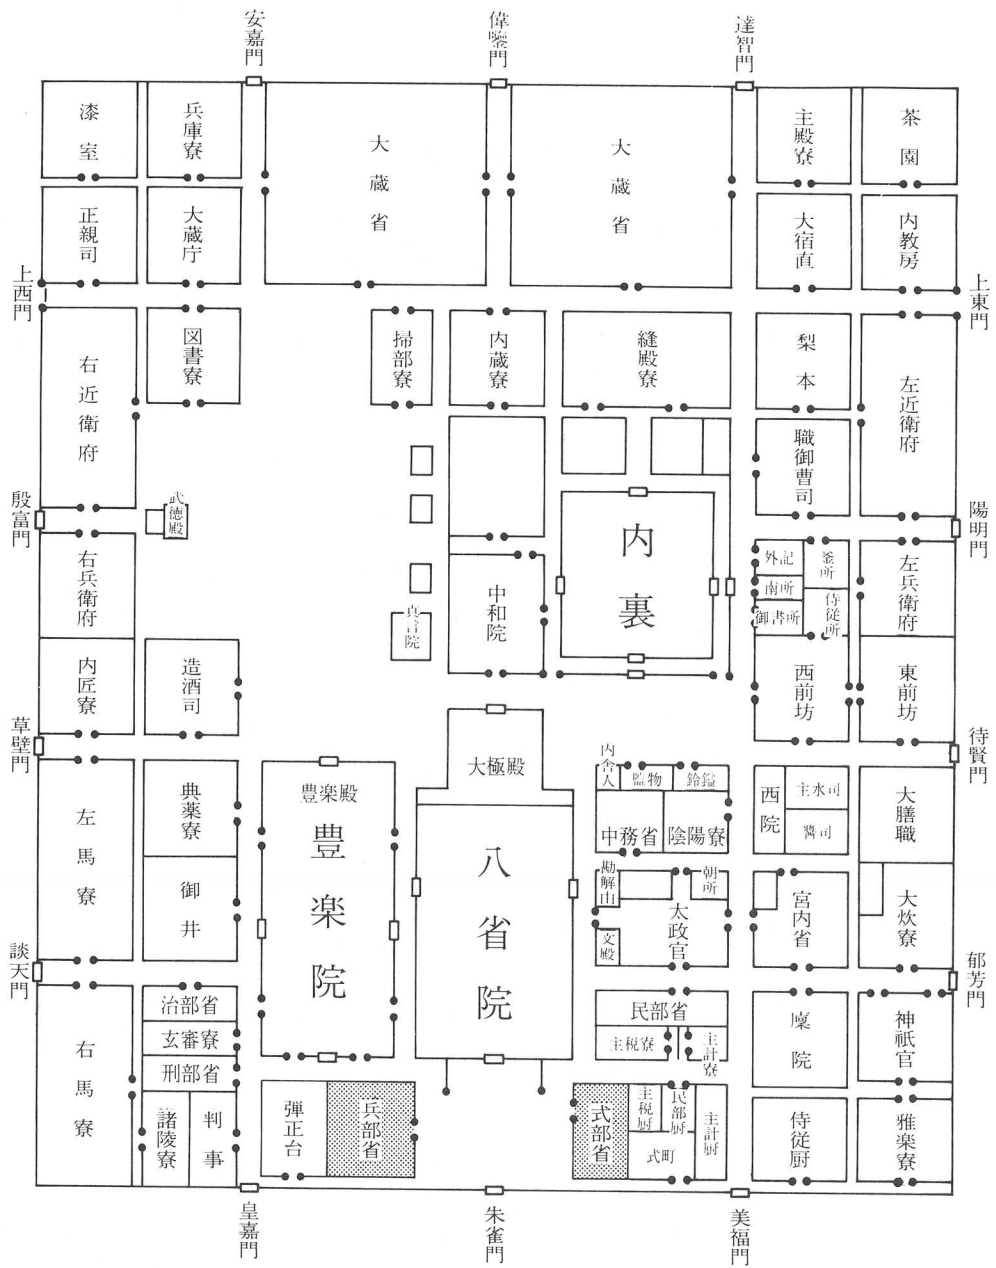 安嘉門
偉鑒門
達智門
漆室
兵庫寮
大蔵省
大蔵省
主殿寮
茶園
正親司
大蔵庁
大宿直
内教房
上西門
上東門
右近衛府
図書寮
掃部寮
内蔵寮
縫殿寮
梨本
左近衛府
職御曹司
殷富門
武徳殿
内裏
陽明門
右兵衛府
真言院
中和院
外記
釜所
南所
侍従所
御書所
左兵衛府
内匠寮
造酒司
西前坊
東前坊
草壁門
待賢門
左馬寮
典薬寮
豊楽殿
豊楽院
大極殿
八省院
内舎人
監物
鈴鎰
中務省
陰陽寮
西院
主水司
醤司
大膳職
御井
勘解由
朝所
太政官
文殿
宮内省
大炊寮
談天門
郁芳門
右馬寮
治部省
玄審寮
刑部省
諸陵寮
判事
民部省
主税寮
主計寮
廩院
神祇官
弾正台
兵部省
式部省
主税厨
民部厨
主計厨
式町
侍従厨
雅楽寮
皇嘉門
朱雀門
美福門